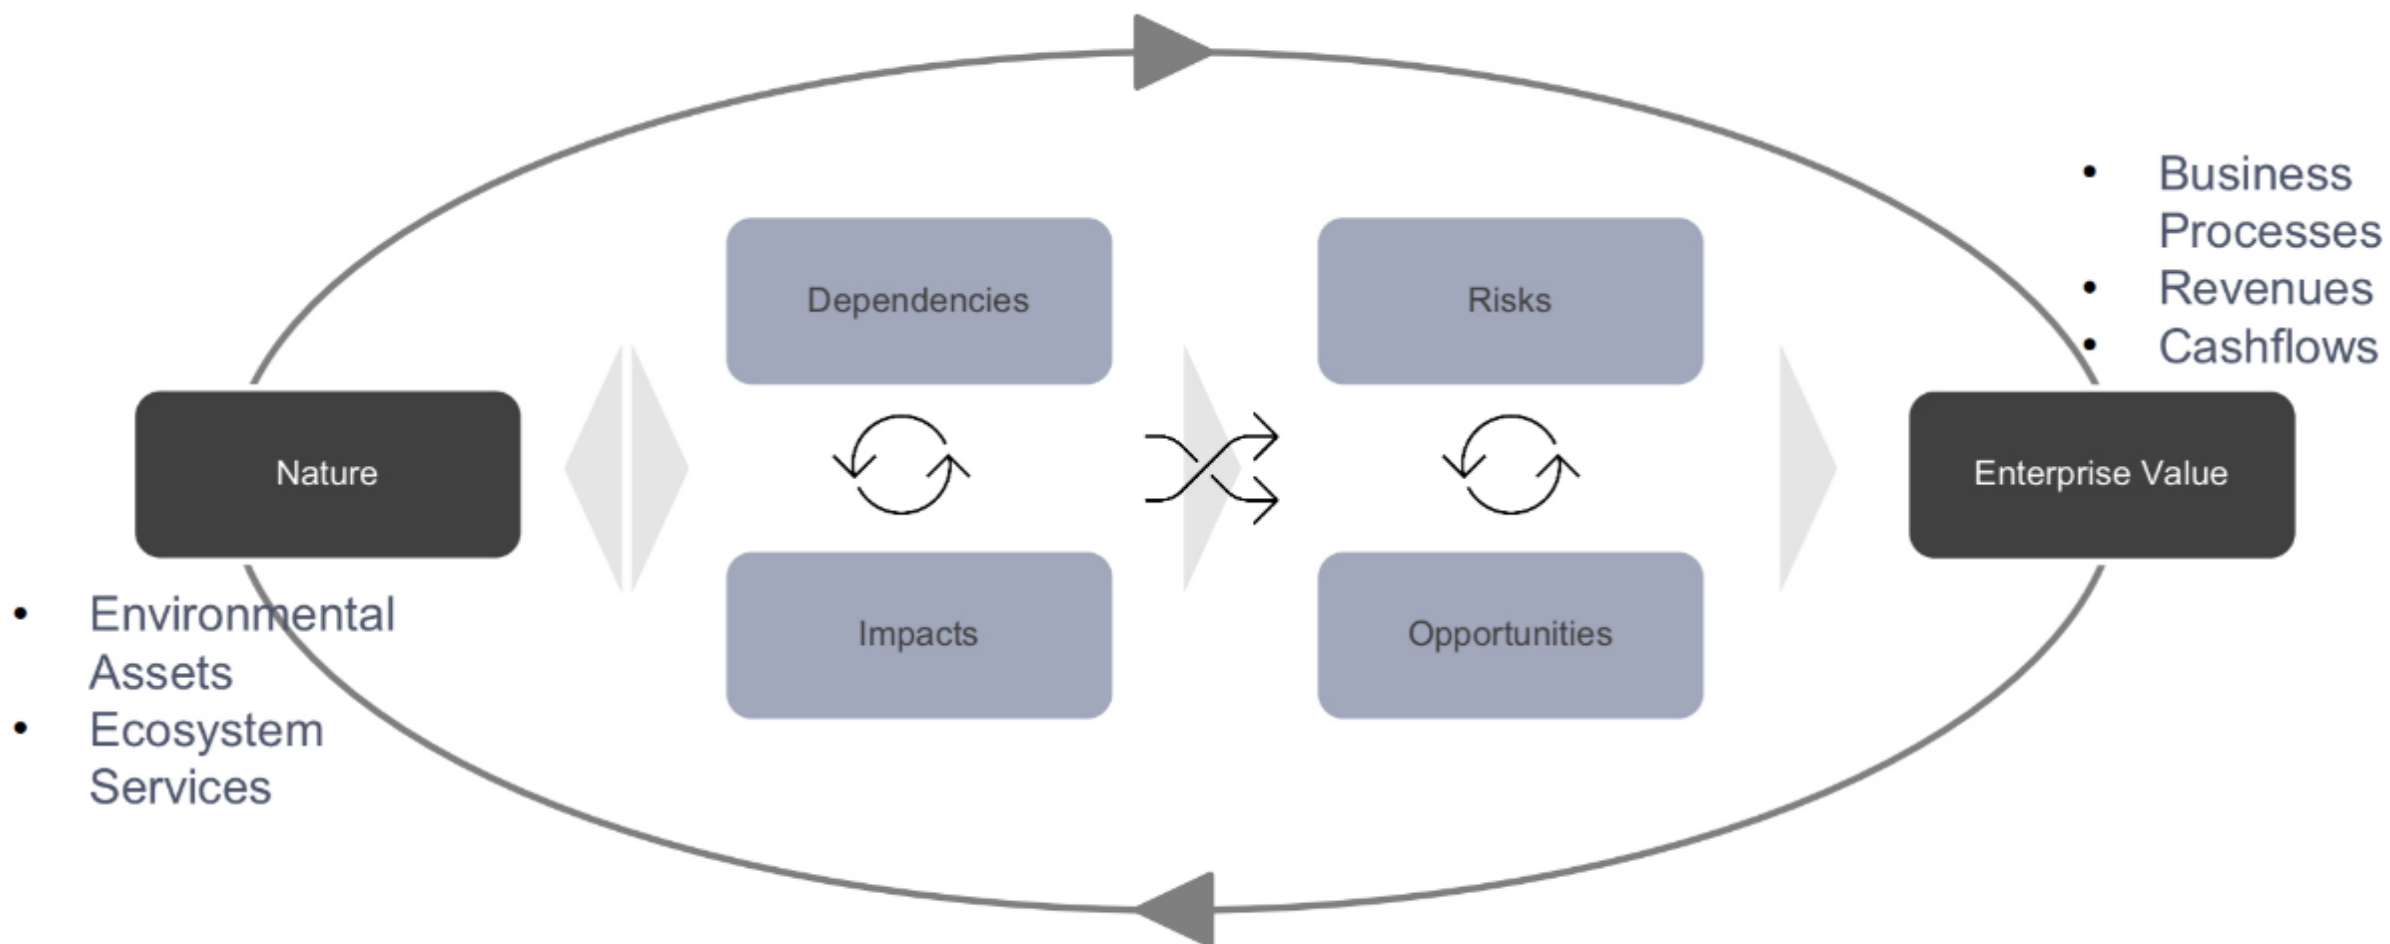 • Business
Processes
• Revenues
• Cashflows
Dependencies
Risks
Nature
Enterprise Value
• Environmental
Assets
• Ecosystem
Services
Impacts
Opportunities